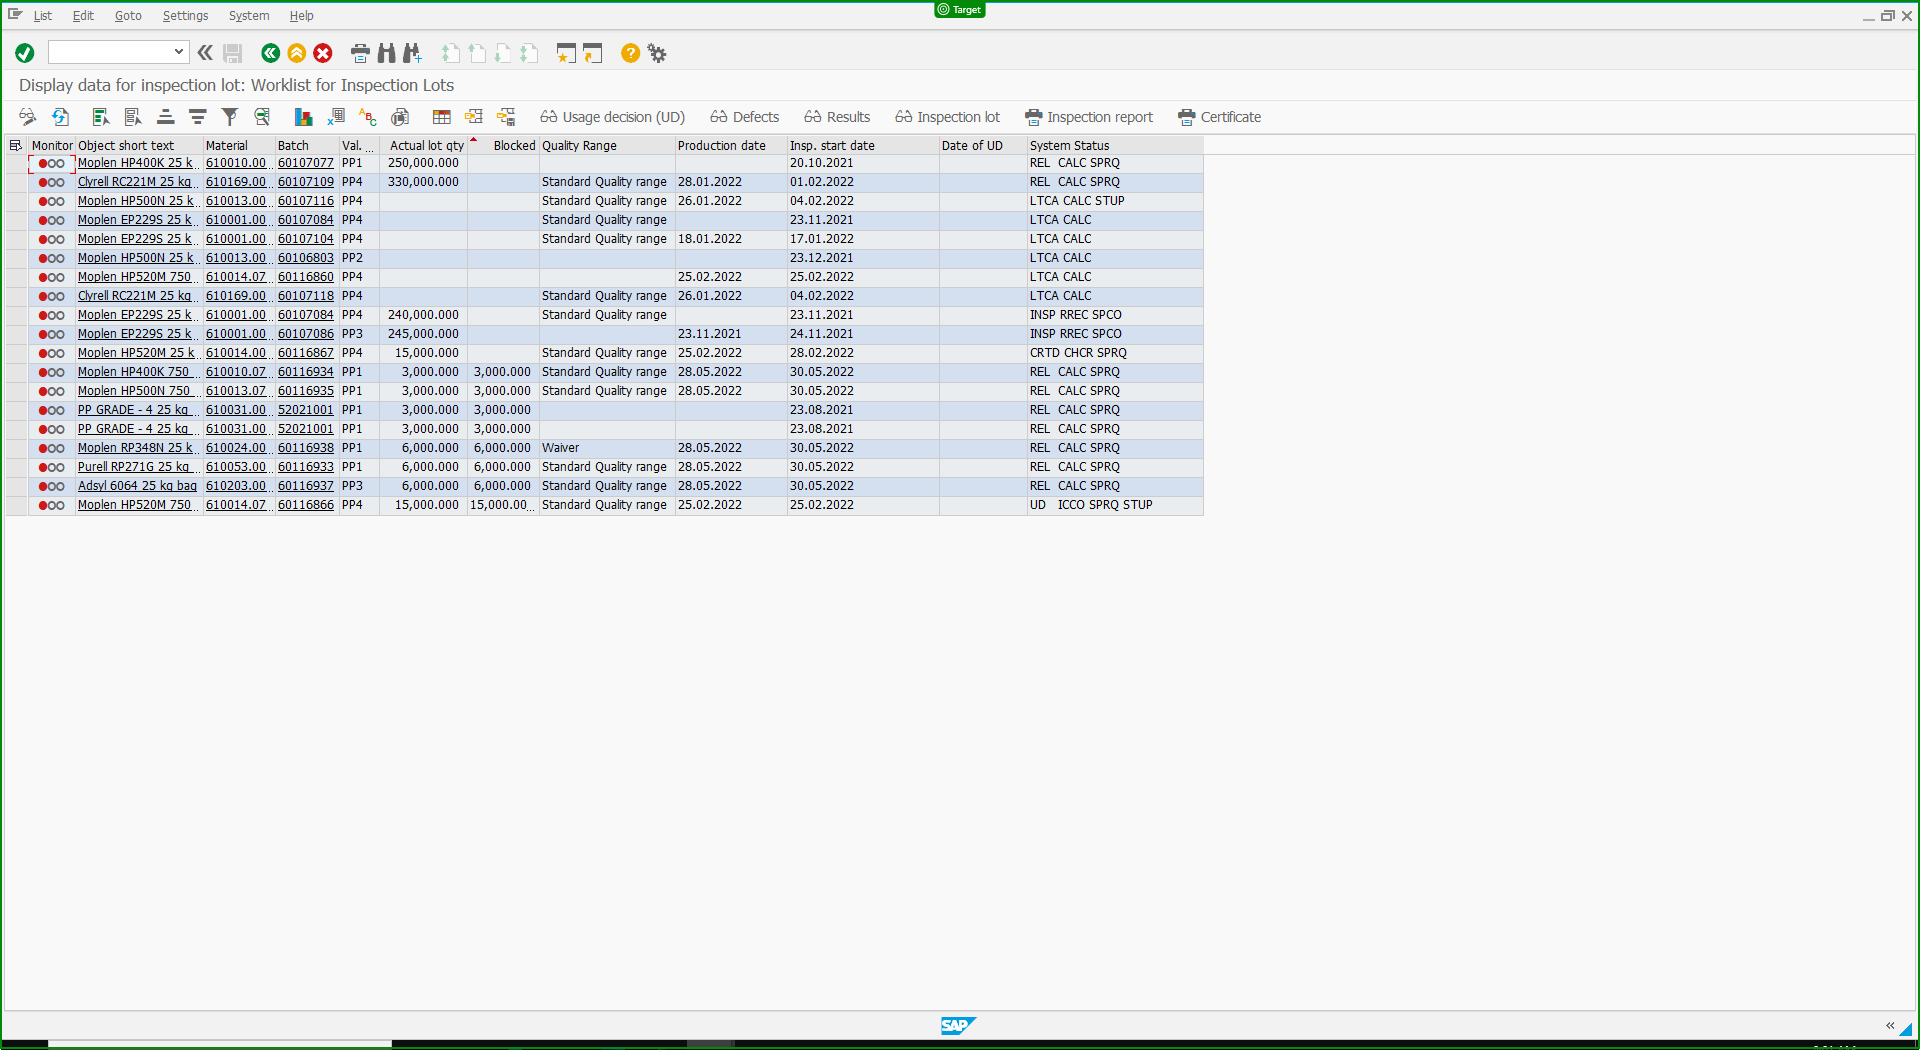 Target
List Edit Goto Settings System Help
Display data for inspection lot: Worklist for Inspection Lots
Usage decision (UD) Defects Results Inspection lot Inspection report Certificate
Monitor Object short text Material Batch Val. ... Actual lot qty Blocked Quality Range Production date Insp. start date Date of UD System Status
Moplen HP400K 25 k... 610010.00... 60107077 PP1 250,000.000 20.10.2021 REL CALC SPRQ
Clyrell RC221M 25 kg... 610169.00... 60107109 PP4 330,000.000 Standard Quality range 28.01.2022 01.02.2022 REL CALC SPRQ
Moplen HP500N 25 k... 610013.00... 60107116 PP4 Standard Quality range 26.01.2022 04.02.2022 LTCA CALC STUP
Moplen EP229S 25 k... 610001.00... 60107084 PP4 Standard Quality range 23.11.2021 LTCA CALC
Moplen EP229S 25 k... 610001.00... 60107104 PP4 Standard Quality range 18.01.2022 17.01.2022 LTCA CALC
Moplen HP500N 25 k... 610013.00... 60106803 PP2 23.12.2021 LTCA CALC
Moplen HP520M 750 ... 610014.07... 60116860 PP4 25.02.2022 25.02.2022 LTCA CALC
Clyrell RC221M 25 kg... 610169.00... 60107118 PP4 Standard Quality range 26.01.2022 04.02.2022 LTCA CALC
Moplen EP229S 25 k... 610001.00... 60107084 PP4 240,000.000 Standard Quality range 23.11.2021 INSP RREC SPCO
Moplen EP229S 25 k... 610001.00... 60107086 PP3 245,000.000 23.11.2021 24.11.2021 INSP RREC SPCO
Moplen HP520M 25 k... 610014.00... 60116867 PP4 15,000.000 Standard Quality range 25.02.2022 28.02.2022 CRTD CHCR SPRQ
Moplen HP400K 750 ... 610010.07... 60116934 PP1 3,000.000 3,000.000 Standard Quality range 28.05.2022 30.05.2022 REL CALC SPRQ
Moplen HP500N 750 ... 610013.07... 60116935 PP1 3,000.000 3,000.000 Standard Quality range 28.05.2022 30.05.2022 REL CALC SPRQ
PP GRADE - 4 25 kg ... 610031.00... 52021001 PP1 3,000.000 3,000.000 23.08.2021 REL CALC SPRQ
PP GRADE - 4 25 kg ... 610031.00... 52021001 PP1 3,000.000 3,000.000 23.08.2021 REL CALC SPRQ
Moplen RP348N 25 k... 610024.00... 60116938 PP1 6,000.000 6,000.000 Waiver 28.05.2022 30.05.2022 REL CALC SPRQ
Purell RP271G 25 kg ... 610053.00... 60116933 PP1 6,000.000 6,000.000 Standard Quality range 28.05.2022 30.05.2022 REL CALC SPRQ
Adsyl 6064 25 kg bag 610203.00... 60116937 PP3 6,000.000 6,000.000 Standard Quality range 28.05.2022 30.05.2022 REL CALC SPRQ
Moplen HP520M 750 ... 610014.07... 60116866 PP4 15,000.000 15,000.00... Standard Quality range 25.02.2022 25.02.2022 UD ICCO SPRQ STUP
SAP